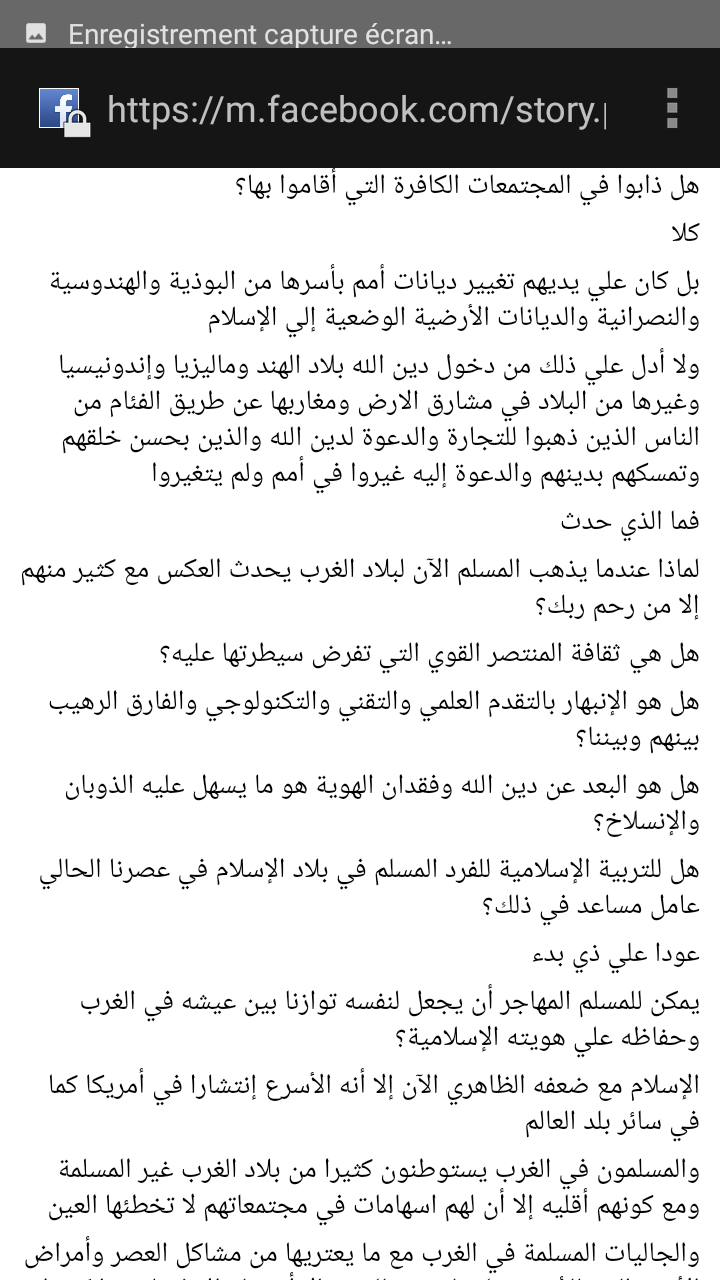 Enregistrement capture écran...
https://m.facebook.com/story.
هل ذابوا في المجتمعات الكافرة التي أقاموا بها؟
كلا
بل كان علي يديهم تغيير ديانات أمم بأسرها من البوذية والهندوسية
والنصرانية والديانات الأرضية الوضعية إلي الإسلام
ولا أدل علي ذلك من دخول دين الله بلاد الهند وماليزيا وإندونيسيا
وغيرها من البلاد في مشارق الارض ومغاربها عن طريق الفئام من
الناس الذين ذهبوا للتجارة والدعوة لدين الله والذين بحسن خلقهم
وتمسكهم بدينهم والدعوة إليه غيروا في أمم ولم يتغيروا
فما الذي حدث
لماذا عندما يذهب المسلم الآن لبلاد الغرب يحدث العكس مع كثير منهم
إلا من رحم ربك؟
هل هي ثقافة المنتصر القوي التي تفرض سيطرتها عليه؟
هل هو الإنبهار بالتقدم العلمي والتقني والتكنولوجي والفارق الرهيب
بينهم وبيننا؟
هل هو البعد عن دين الله وفقدان الهوية هو ما يسهل عليه الذوبان
والإنسلاخ؟
هل للتربية الإسلامية للفرد المسلم في بلاد الإسلام في عصرنا الحالي
عامل مساعد في ذلك؟
عودا علي ذي بدء
يمكن للمسلم المهاجر أن يجعل لنفسه توازنا بين عيشه في الغرب
وحفاظه علي هويته الإسلامية؟
الإسلام مع ضعفه الظاهري الآن إلا أنه الأسرع إنتشارا في أمريكا كما
في سائر بلد العالم
والمسلمون في الغرب يستوطنون كثيرا من بلاد الغرب غير المسلمة
ومع كونهم أقليه إلا أن لهم اسهامات في مجتمعاتهم لا تخطئها العين
والجاليات المسلمة في الغرب مع ما يعتريها من مشاكل العصر وأمراض